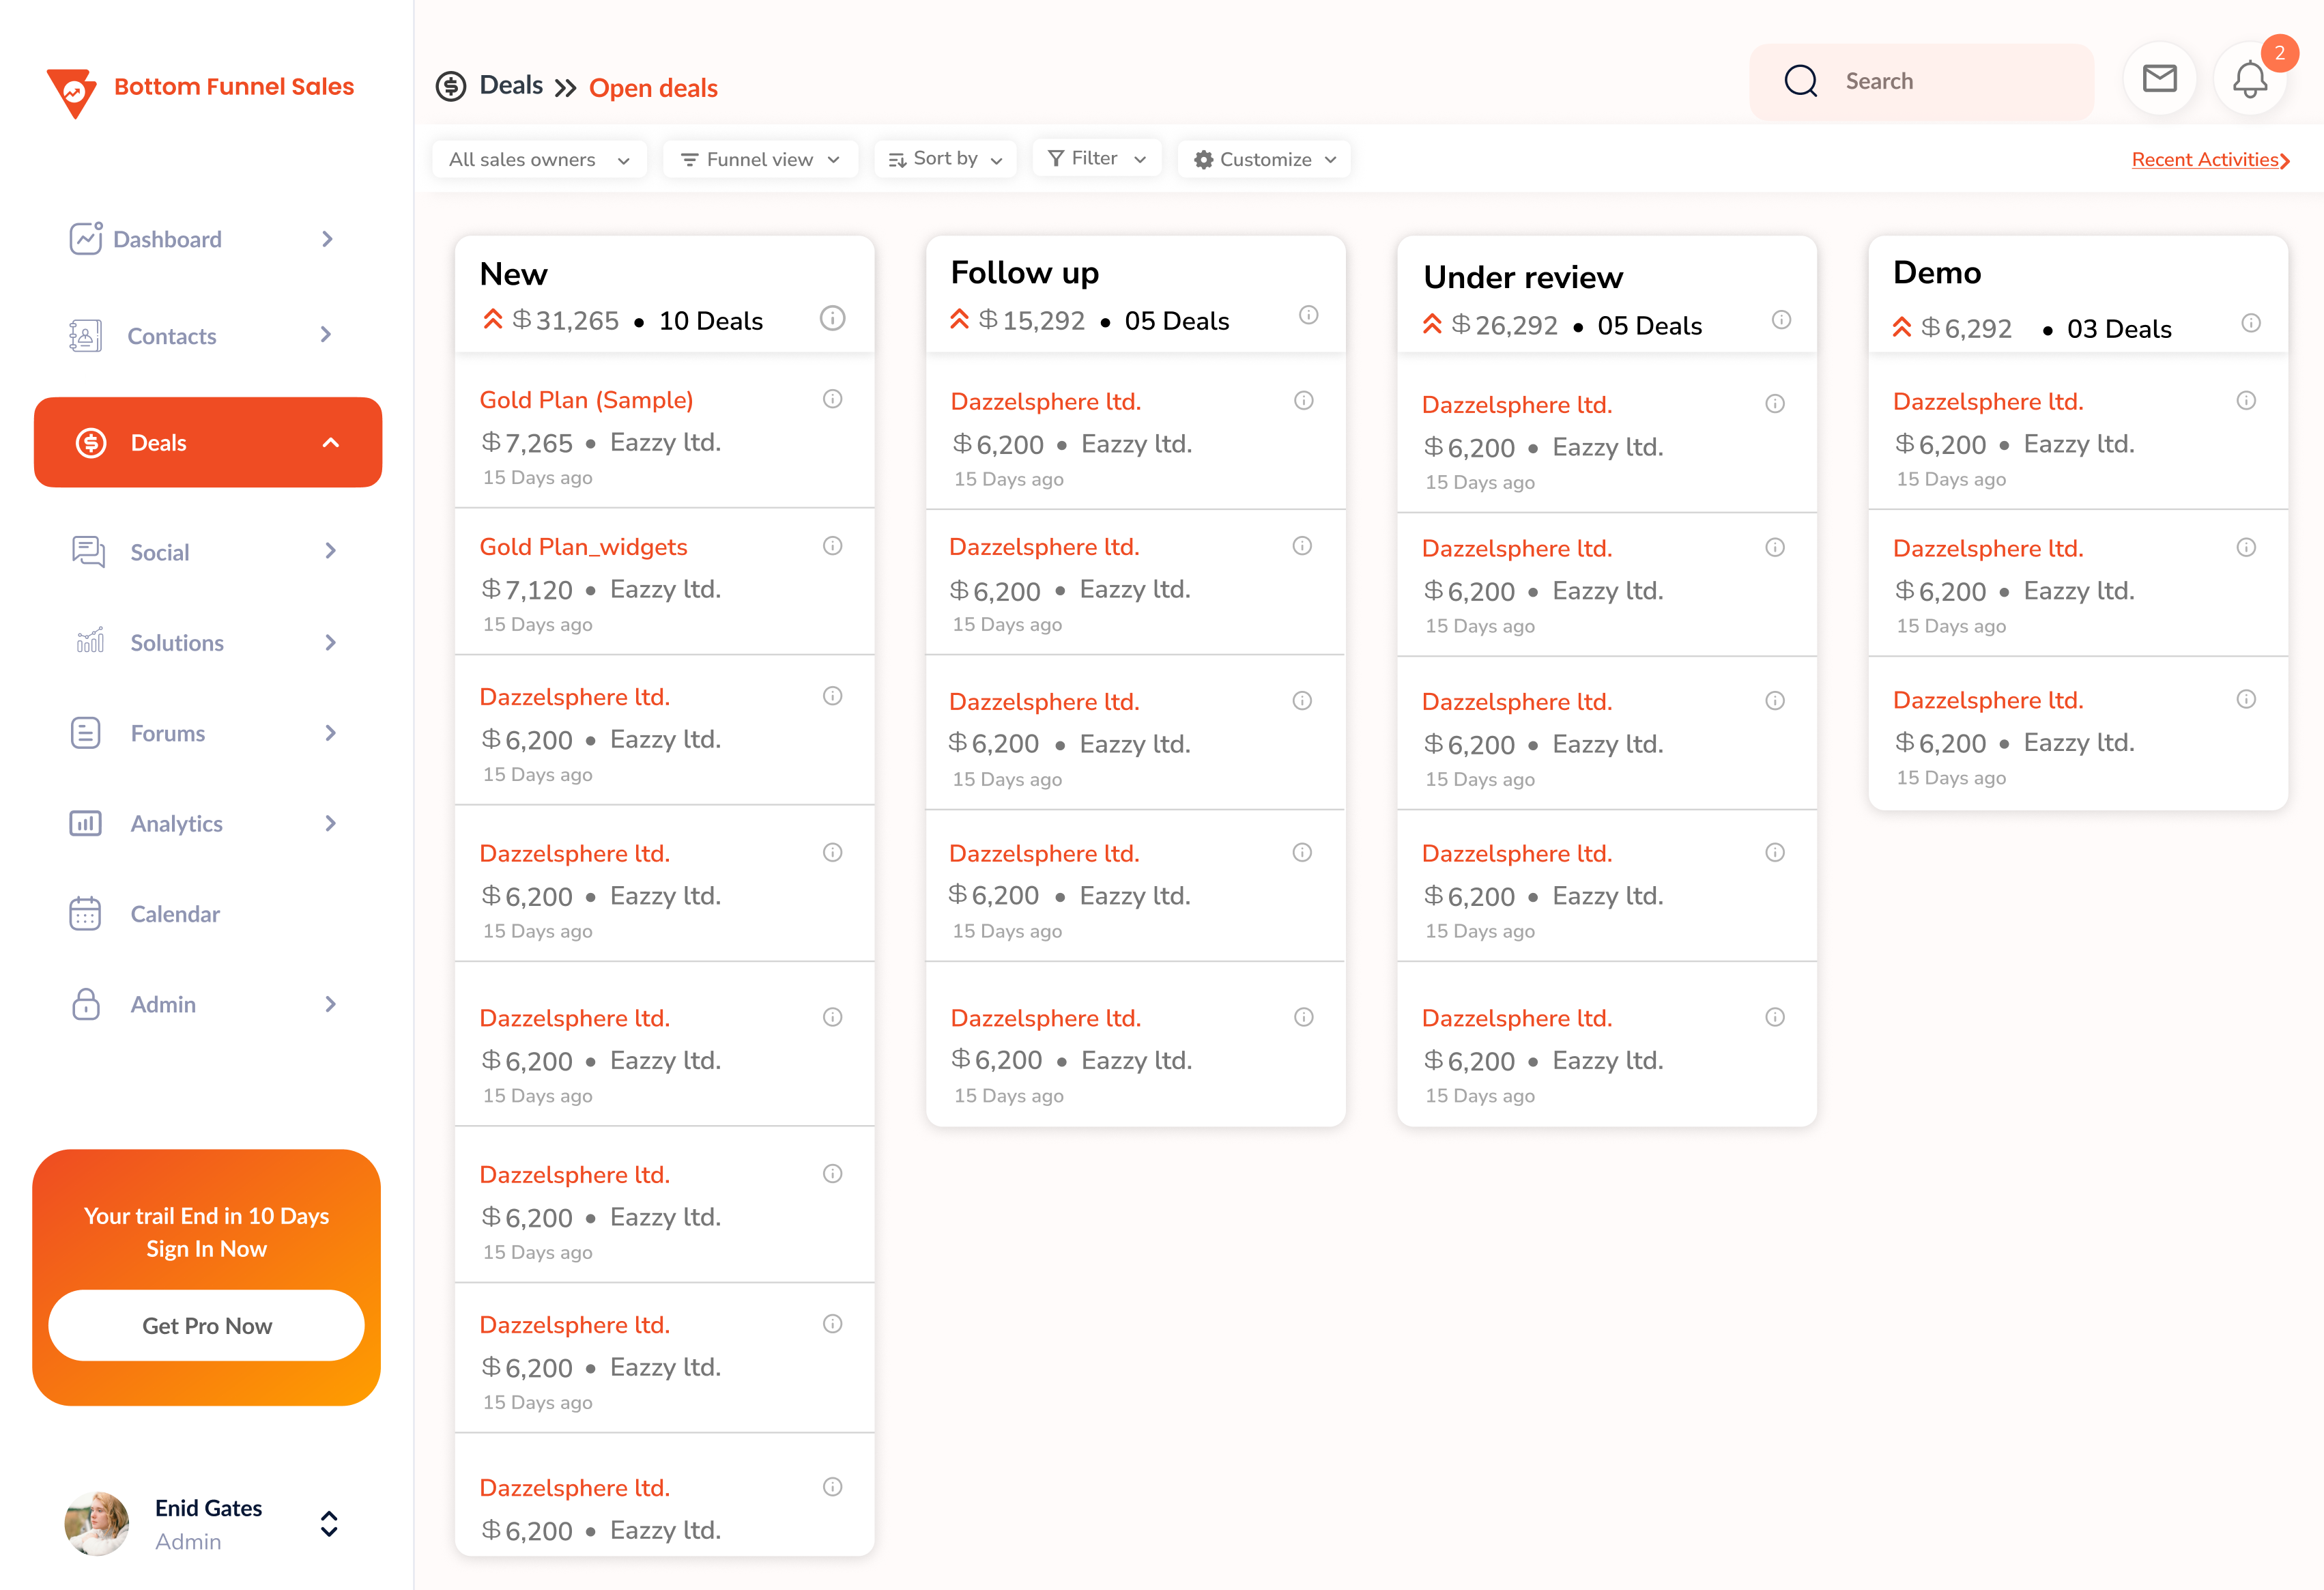 Bottom Funnel Sales
Dashboard
Contacts
Deals
Social
Solutions
Forums
Analytics
Calendar
Admin
Your trail End in 10 Days
Sign In Now
Get Pro Now
Enid Gates
Admin
Deals » Open deals
Search
2
All sales owners
Funnel view
Sort by
Filter
Customize
Recent Activities
New
$ 31,265 • 10 Deals
Gold Plan (Sample)
$ 7,265 • Eazzy ltd.
15 Days ago
Gold Plan_widgets
$ 7,120 • Eazzy ltd.
15 Days ago
Dazzelsphere ltd.
$ 6,200 • Eazzy ltd.
15 Days ago
Dazzelsphere ltd.
$ 6,200 • Eazzy ltd.
15 Days ago
Dazzelsphere ltd.
$ 6,200 • Eazzy ltd.
15 Days ago
Dazzelsphere ltd.
$ 6,200 • Eazzy ltd.
15 Days ago
Dazzelsphere ltd.
$ 6,200 • Eazzy ltd.
15 Days ago
Dazzelsphere ltd.
$ 6,200 • Eazzy ltd.
Follow up
$ 15,292 • 05 Deals
Dazzelsphere ltd.
$ 6,200 • Eazzy ltd.
15 Days ago
Dazzelsphere ltd.
$ 6,200 • Eazzy ltd.
15 Days ago
Dazzelsphere ltd.
$ 6,200 • Eazzy ltd.
15 Days ago
Dazzelsphere ltd.
$ 6,200 • Eazzy ltd.
15 Days ago
Dazzelsphere ltd.
$ 6,200 • Eazzy ltd.
15 Days ago
Under review
$ 26,292 • 05 Deals
Dazzelsphere ltd.
$ 6,200 • Eazzy ltd.
15 Days ago
Dazzelsphere ltd.
$ 6,200 • Eazzy ltd.
15 Days ago
Dazzelsphere ltd.
$ 6,200 • Eazzy ltd.
15 Days ago
Dazzelsphere ltd.
$ 6,200 • Eazzy ltd.
15 Days ago
Dazzelsphere ltd.
$ 6,200 • Eazzy ltd.
15 Days ago
Demo
$ 6,292 • 03 Deals
Dazzelsphere ltd.
$ 6,200 • Eazzy ltd.
15 Days ago
Dazzelsphere ltd.
$ 6,200 • Eazzy ltd.
15 Days ago
Dazzelsphere ltd.
$ 6,200 • Eazzy ltd.
15 Days ago